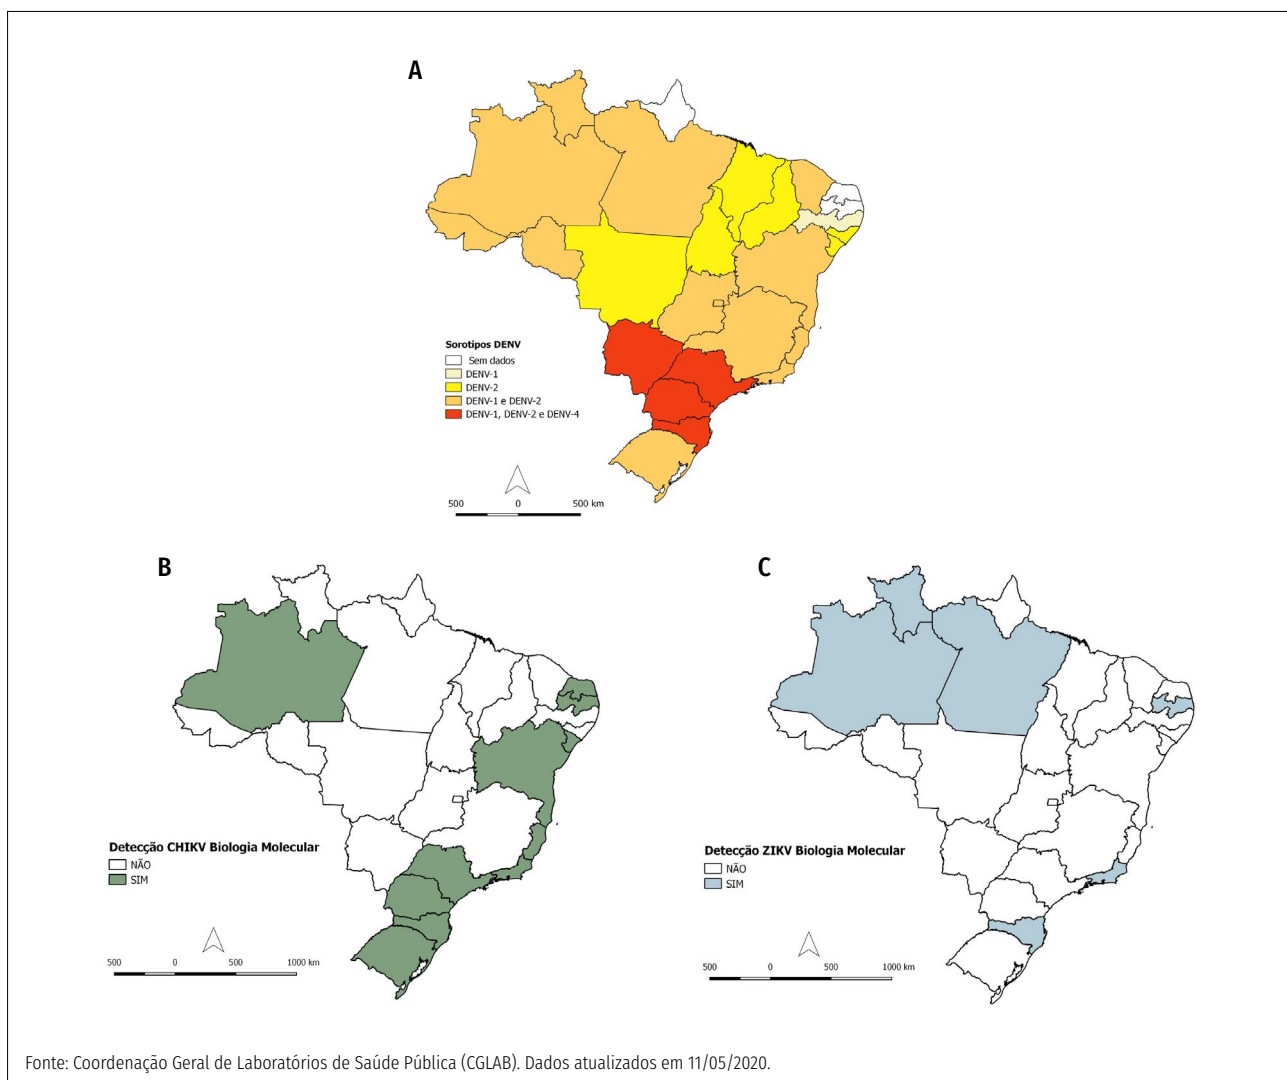 A
Sorotipos DENV
Sem dados
DENV-1
DENV-2
DENV-1 e DENV-2
DENV-1, DENV-2 e DENV-4
500 0 500 km
B
Detecção CHIKV Biologia Molecular
NÃO
SIM
500 0 500 1000 km
C
Detecção ZIKV Biologia Molecular
NÃO
SIM
500 0 500 1000 km
Fonte: Coordenação Geral de Laboratórios de Saúde Pública (CGLAB). Dados atualizados em 11/05/2020.